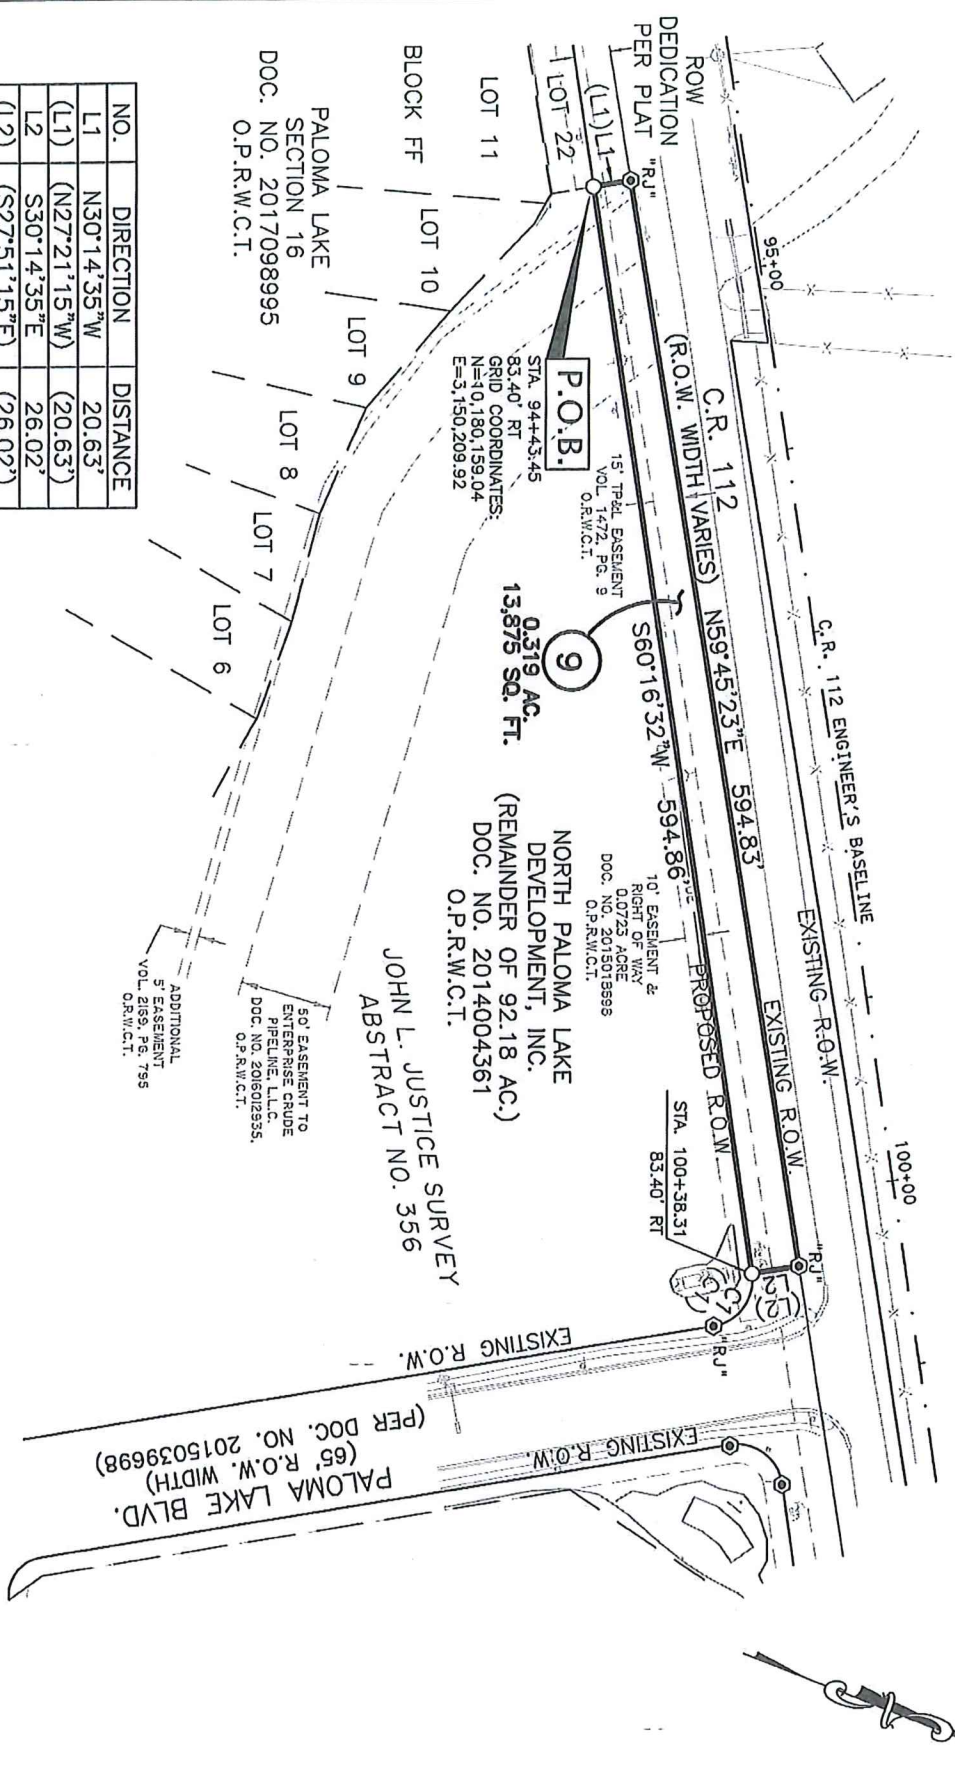 ROW
DEDICATION
PER PLAT
"RJ"
(L1) L1
LOT 22
LOT 11
BLOCK FF
LOT 10
PALOMA LAKE
SECTION 16
DOC. NO. 2017098995
O.P.R.W.C.T.
LOT 9
LOT 8
LOT 7
LOT 6
95+00
C.R. 112
(R.O.W. WIDTH VARIES)
N59°45'23"E 594.83'
C.R. 112 ENGINEER'S BASELINE
EXISTING R.O.W.
EXISTING R.O.W.
100+00
P.O.B.
STA. 94+43.45
83.40' RT
GRID COORDINATES:
N=10,180,159.04
E=3,150,209.92
15' TP&L EASEMENT
VOL. 1472, PG. 9
O.R.W.C.T.
9
0.319 AC.
13,875 SQ. FT.
S60°16'32"W 594.86'
PROPOSED R.O.W.
10' EASEMENT &
RIGHT OF WAY
0.0725 ACRE
DOC. NO. 2015013598
O.P.R.W.C.T.
NORTH PALOMA LAKE
DEVELOPMENT, INC.
(REMAINDER OF 92.18 AC.)
DOC. NO. 2014004361
O.P.R.W.C.T.
JOHN L. JUSTICE SURVEY
ABSTRACT NO. 356
50' EASEMENT TO
ENTERPRISE CRUDE
PIPELINE, L.L.C.
DOC. NO. 2016012935,
O.P.R.W.C.T.
ADDITIONAL
5' EASEMENT
VOL. 2159, PG. 795
O.R.W.C.T.
STA. 100+38.31
83.40' RT
"RJ"
L2
(L2)
C7
(C7)
"RJ"
EXISTING R.O.W.
EXISTING R.O.W.
PALOMA LAKE BLVD.
(65' R.O.W. WIDTH)
(PER DOC. NO. 2015039698)
NO. DIRECTION DISTANCE
L1 N30°14'35"W 20.63'
(L1) (N27°21'15"W) (20.63')
L2 S30°14'35"E 26.02'
(L2) (S27°51'15"E) (26.02')